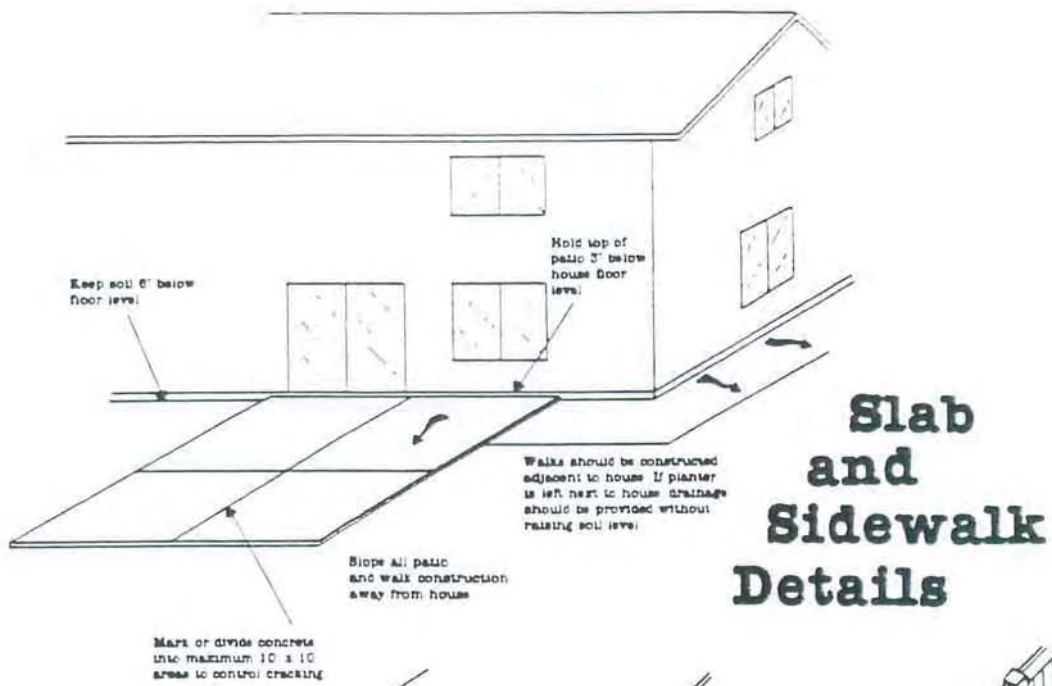 Keep soil 6" below
floor level
Hold top of
patio 3" below
house floor
level
Walks should be constructed
adjacent to house If planter
is left next to house drainage
should be provided without
raising soil level
Slope all patio
and walk construction
away from house
Mark or divide concrete
into maximum 10 x 10
areas to control cracking
Slab
and
Sidewalk
Details